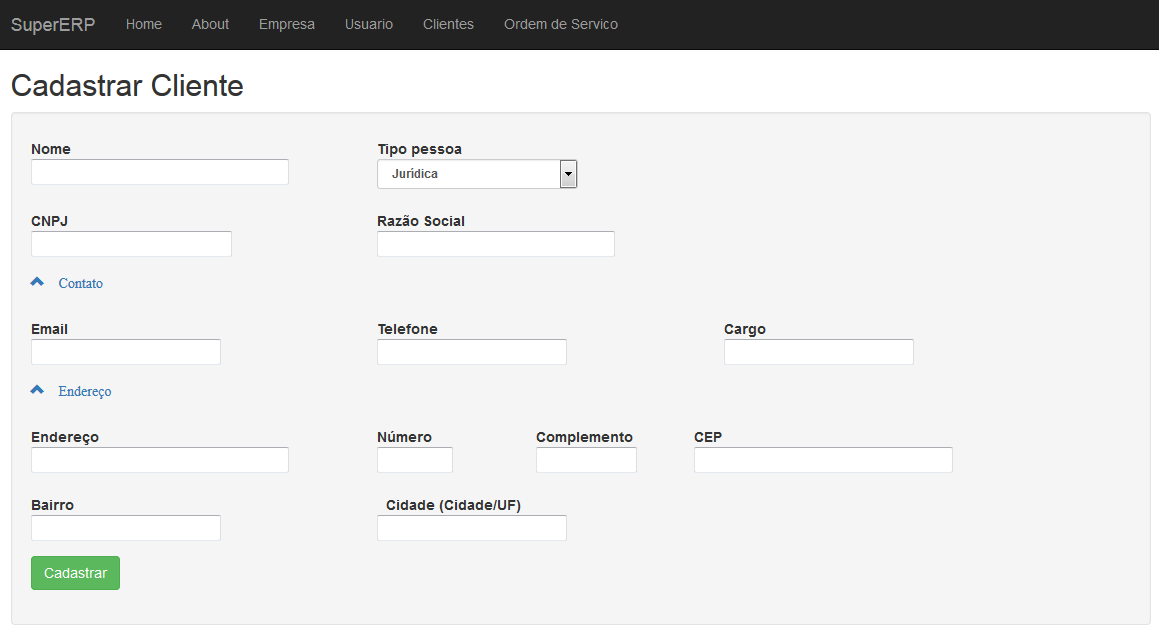 SuperERP Home About Empresa Usuario Clientes Ordem de Servico
Cadastrar Cliente
Nome Tipo pessoa
Jurídica
CNPJ Razão Social
Contato
Email Telefone Cargo
Endereço
Endereço Número Complemento CEP
Bairro Cidade (Cidade/UF)
Cadastrar